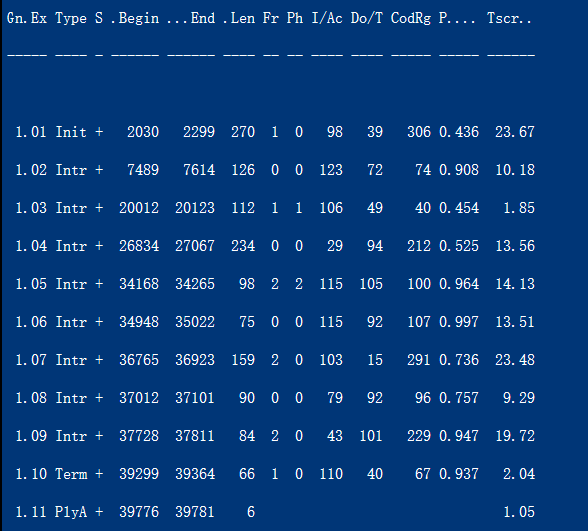 Gn.Ex Type S .Begin ...End .Len Fr Ph I/Ac Do/T CodRg P.... Tscr..
----- ---- - ------ ------ ---- -- -- ---- ---- ----- ----- ------
1.01 Init + 2030 2299 270 1 0 98 39 306 0.436 23.67
1.02 Intr + 7489 7614 126 0 0 123 72 74 0.908 10.18
1.03 Intr + 20012 20123 112 1 1 106 49 40 0.454 1.85
1.04 Intr + 26834 27067 234 0 0 29 94 212 0.525 13.56
1.05 Intr + 34168 34265 98 2 2 115 105 100 0.964 14.13
1.06 Intr + 34948 35022 75 0 0 115 92 107 0.997 13.51
1.07 Intr + 36765 36923 159 2 0 103 15 291 0.736 23.48
1.08 Intr + 37012 37101 90 0 0 79 92 96 0.757 9.29
1.09 Intr + 37728 37811 84 2 0 43 101 229 0.947 19.72
1.10 Term + 39299 39364 66 1 0 110 40 67 0.937 2.04
1.11 PlyA + 39776 39781 6 1.05